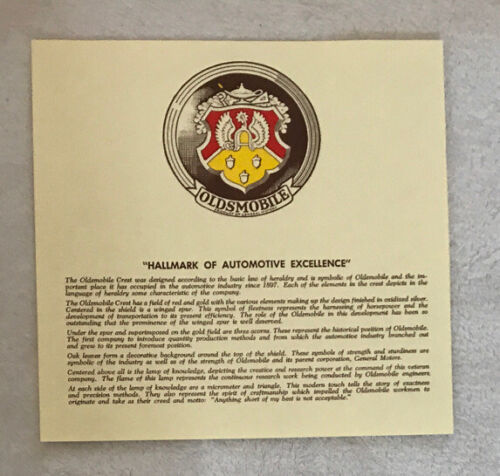 OLDSMOBILE
"HALLMARK OF AUTOMOTIVE EXCELLENCE"
The Oldsmobile Crest was designed according to the basic law of heraldry and is symbolic of Oldsmobile and the im-
portant place it has occupied in the automotive industry since 1897. Each of the elements in the crest depicts in the
language of heraldry some characteristic of the company.
The Oldsmobile Crest has a field of red and gold with the various elements making up the design finished in oxidized silver.
Centered in the shield is a winged spur. This symbol of fleetness represents the harnessing of horsepower and the
development of transportation to its present efficiency. The role of the Oldsmobile in this development has been so
outstanding that the prominence of the winged spur is well deserved.
Under the spur and superimposed on the gold field are three acorns. These represent the historical position of Oldsmobile.
The first company to introduce quantity production methods and from which the automotive industry branched out
and grew to its present foremost position.
Oak leaves form a decorative background around the top of the shield. These symbols of strength and sturdiness are
symbolic of the industry as well as of the strength of Oldsmobile and its parent corporation, General Motors.
Centered above all is the lamp of knowledge, depicting the creative and research power at the command of this veteran
company. The flame of this lamp represents the continuous research work being conducted by Oldsmobile engineers.
At each side of the lamp of knowledge are a micrometer and triangle. This modern touch tells the story of exactness
and precision methods. They also represent the spirit of craftmanship which impelled the Oldsmobile workmen to
originate and take as their creed and motto: "Anything short of my best is not acceptable."